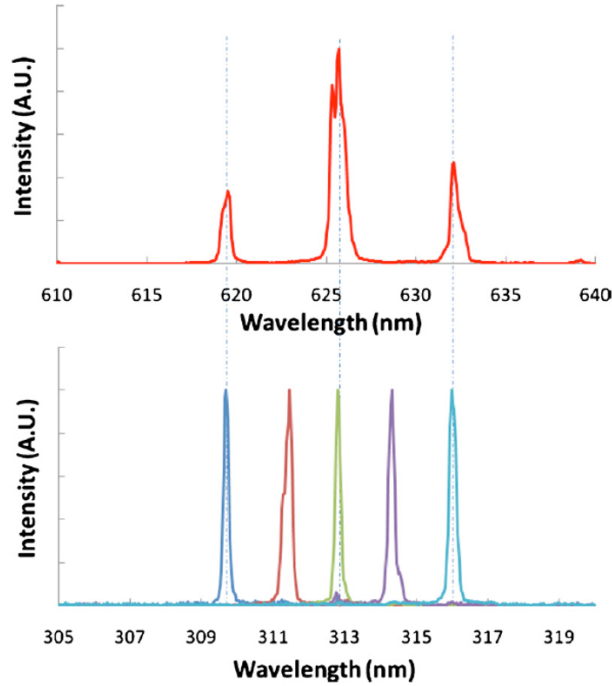 Intensity (A.U.)
610 615 620 625 630 635 640
Wavelength (nm)
Intensity (A.U.)
305 307 309 311 313 315 317 319
Wavelength (nm)